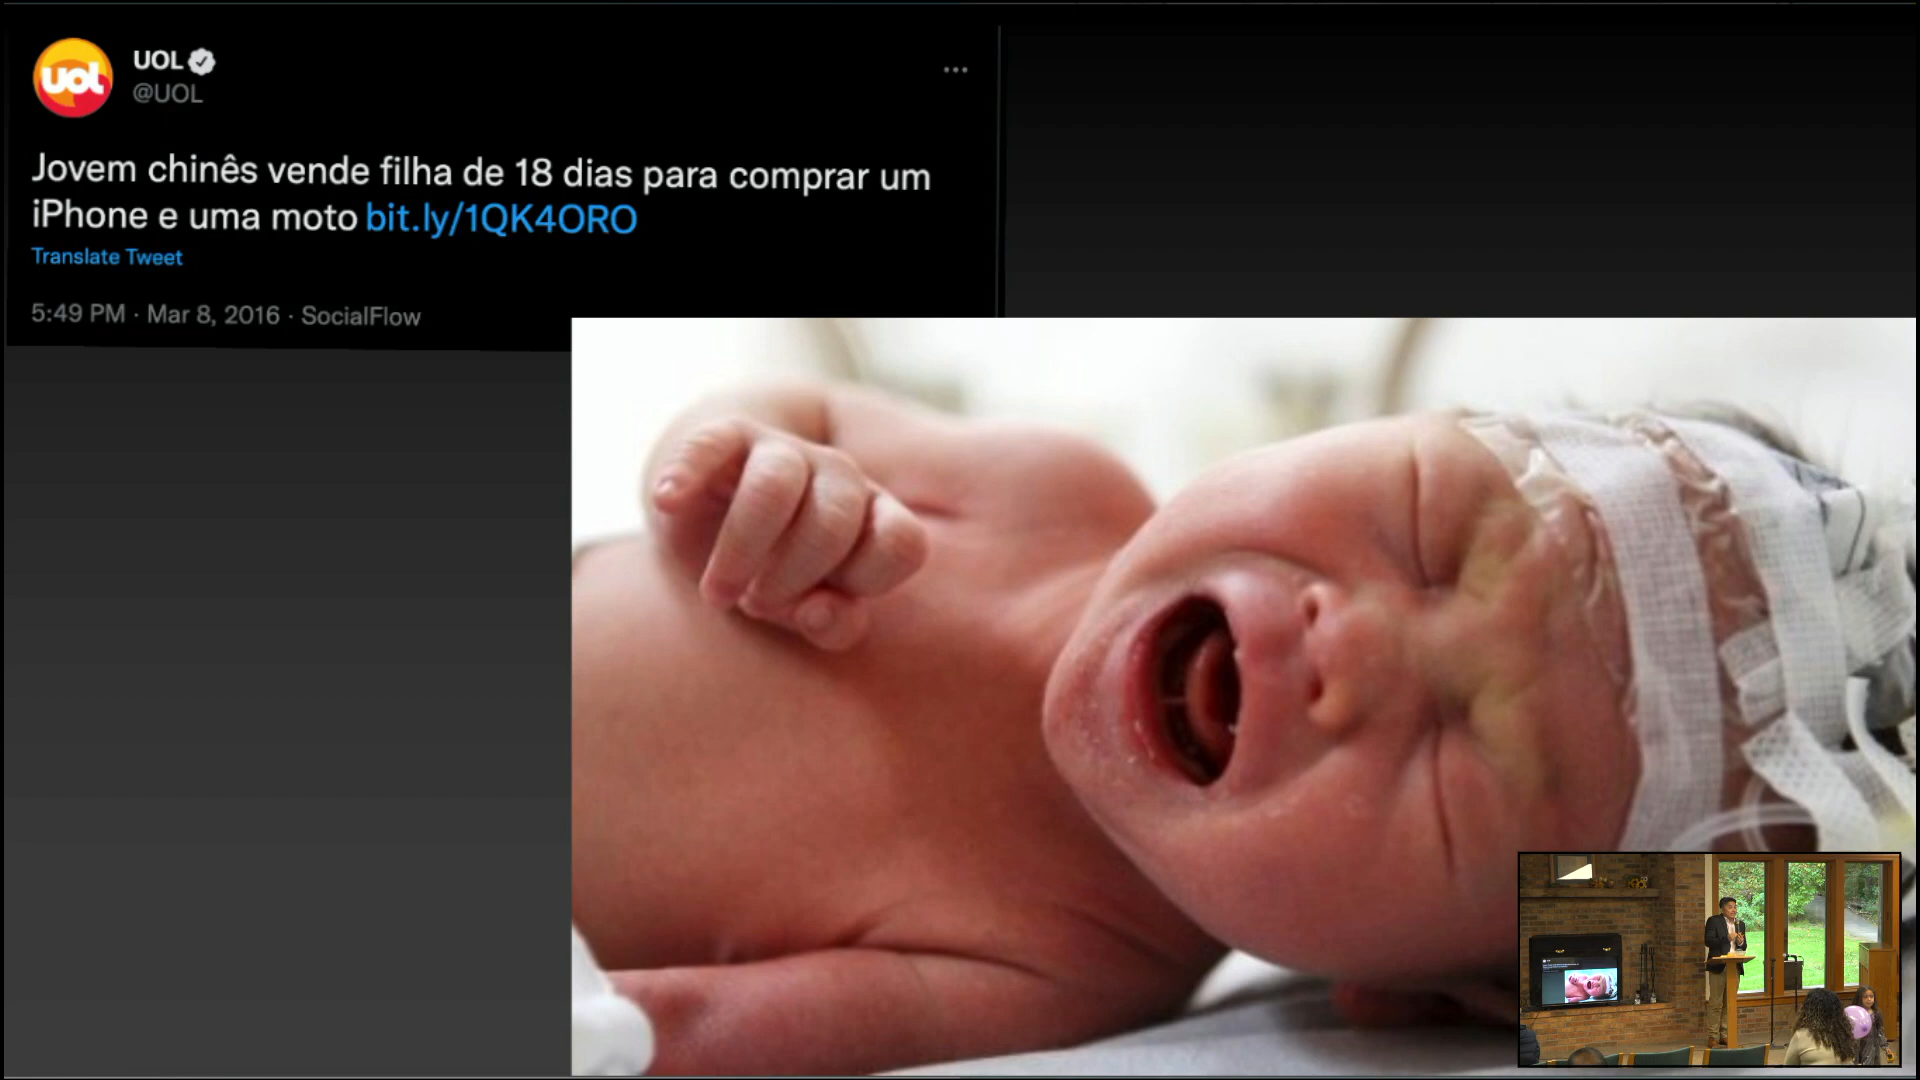 uol
UOL
@UOL
Jovem chinês vende filha de 18 dias para comprar um
iPhone e uma moto bit.ly/1QK4ORO
Translate Tweet
5:49 PM · Mar 8, 2016 · SocialFlow